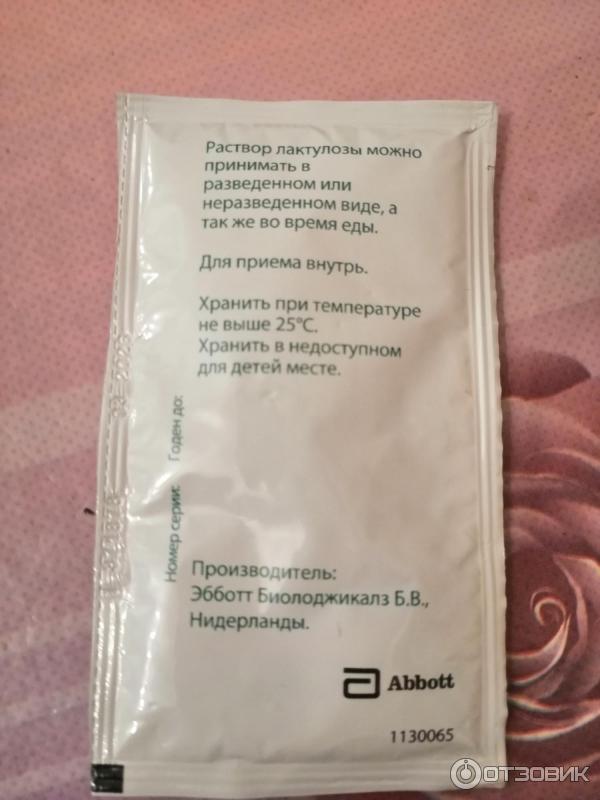 Раствор лактулозы можно
принимать в
разведенном или
неразведенном виде, а
так же во время еды.
Для приема внутрь.
Хранить при температуре
не выше 25°С.
Хранить в недоступном
для детей месте.
Годен до:
Номер серии:
Производитель:
Эбботт Биолоджикалз Б.В.,
Нидерланды.
Abbott
1130065
ОТЗОВИК